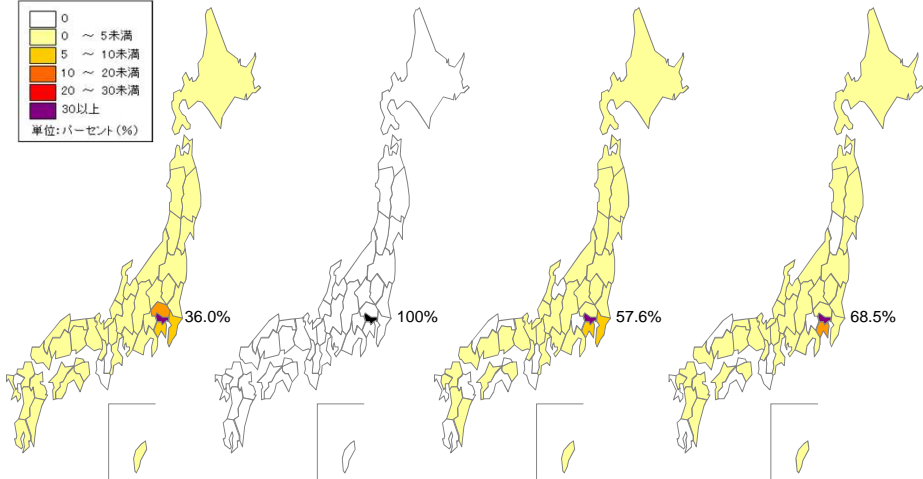 0
0 ～ 5未満
5 ～ 10未満
10 ～ 20未満
20 ～ 30未満
30以上
単位:パーセント(%)
36.0%
100%
57.6%
68.5%